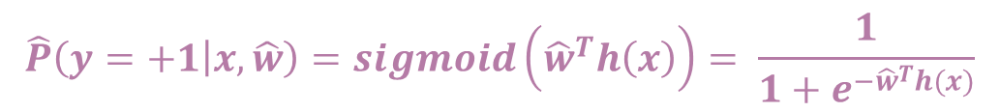 P̂(y = +1|x, ŵ) = sigmoid(ŵᵀh(x)) = 1 / (1 + e^(−ŵᵀh(x)))